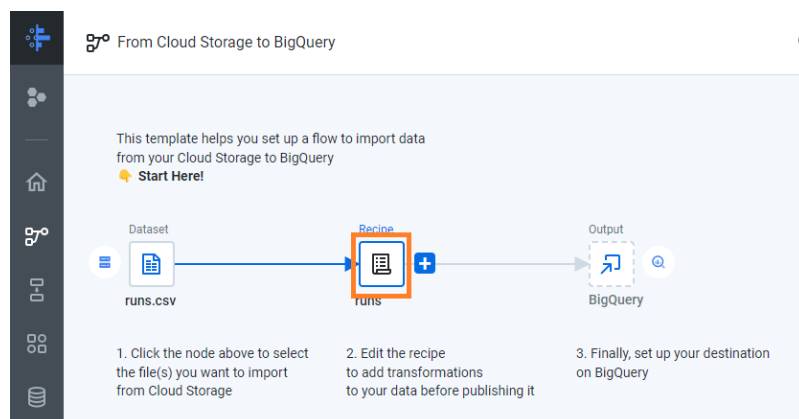 From Cloud Storage to BigQuery
This template helps you set up a flow to import data
from your Cloud Storage to BigQuery
👇 Start Here!
Dataset
Recipe
Output
runs.csv
runs
BigQuery
1. Click the node above to select
the file(s) you want to import
from Cloud Storage
2. Edit the recipe
to add transformations
to your data before publishing it
3. Finally, set up your destination
on BigQuery